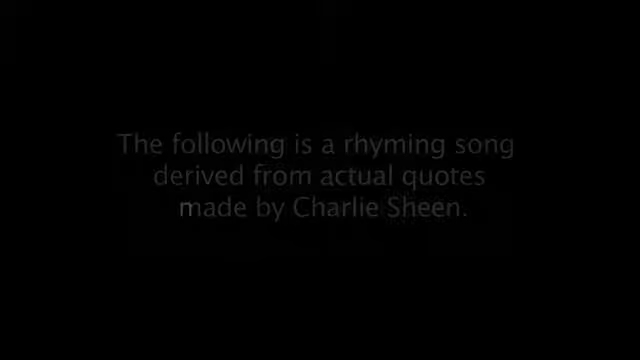 The following is a rhyming song
derived from actual quotes
made by Charlie Sheen.